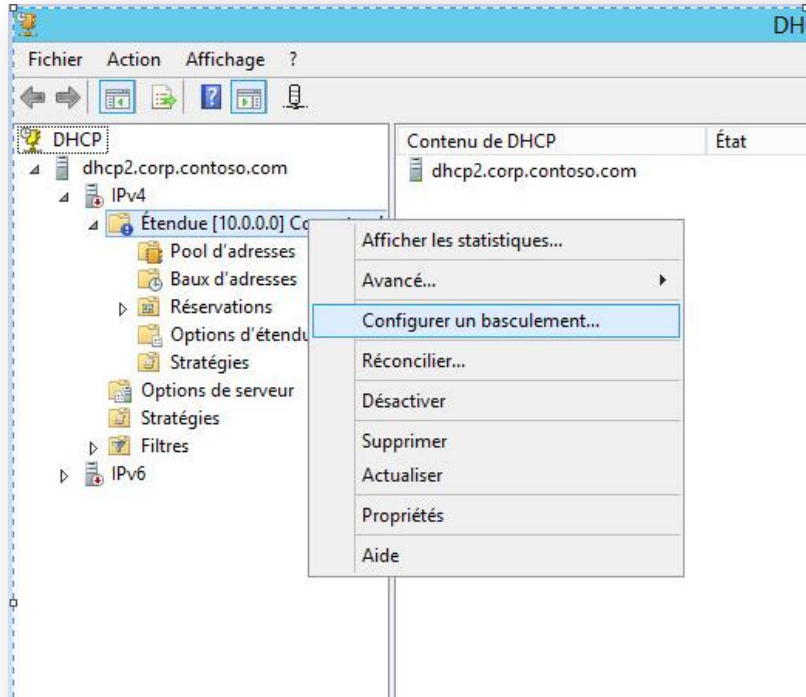 DH
Fichier Action Affichage ?
DHCP
dhcp2.corp.contoso.com
IPv4
Étendue [10.0.0.0]
Pool d'adresses
Baux d'adresses
Réservations
Options d'étendu
Stratégies
Options de serveur
Stratégies
Filtres
IPv6
Contenu de DHCP État
dhcp2.corp.contoso.com
Afficher les statistiques...
Avancé...
Configurer un basculement...
Réconcilier...
Désactiver
Supprimer
Actualiser
Propriétés
Aide